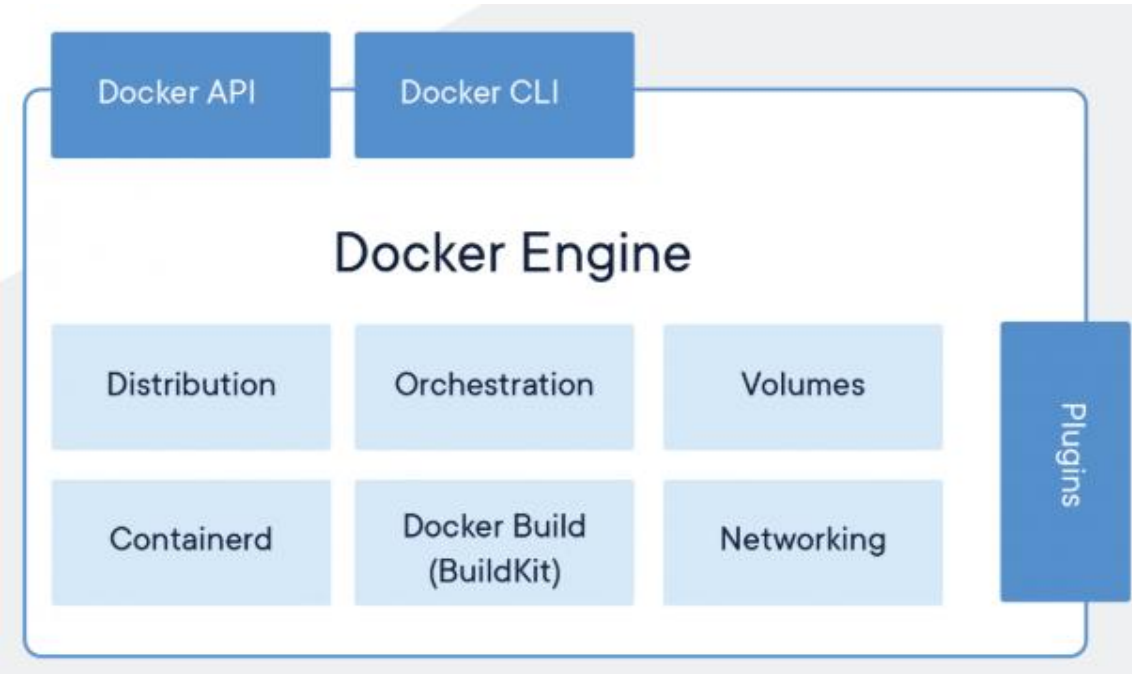 Docker API
Docker CLI
Docker Engine
Distribution
Orchestration
Volumes
Plugins
Containerd
Docker Build
(BuildKit)
Networking